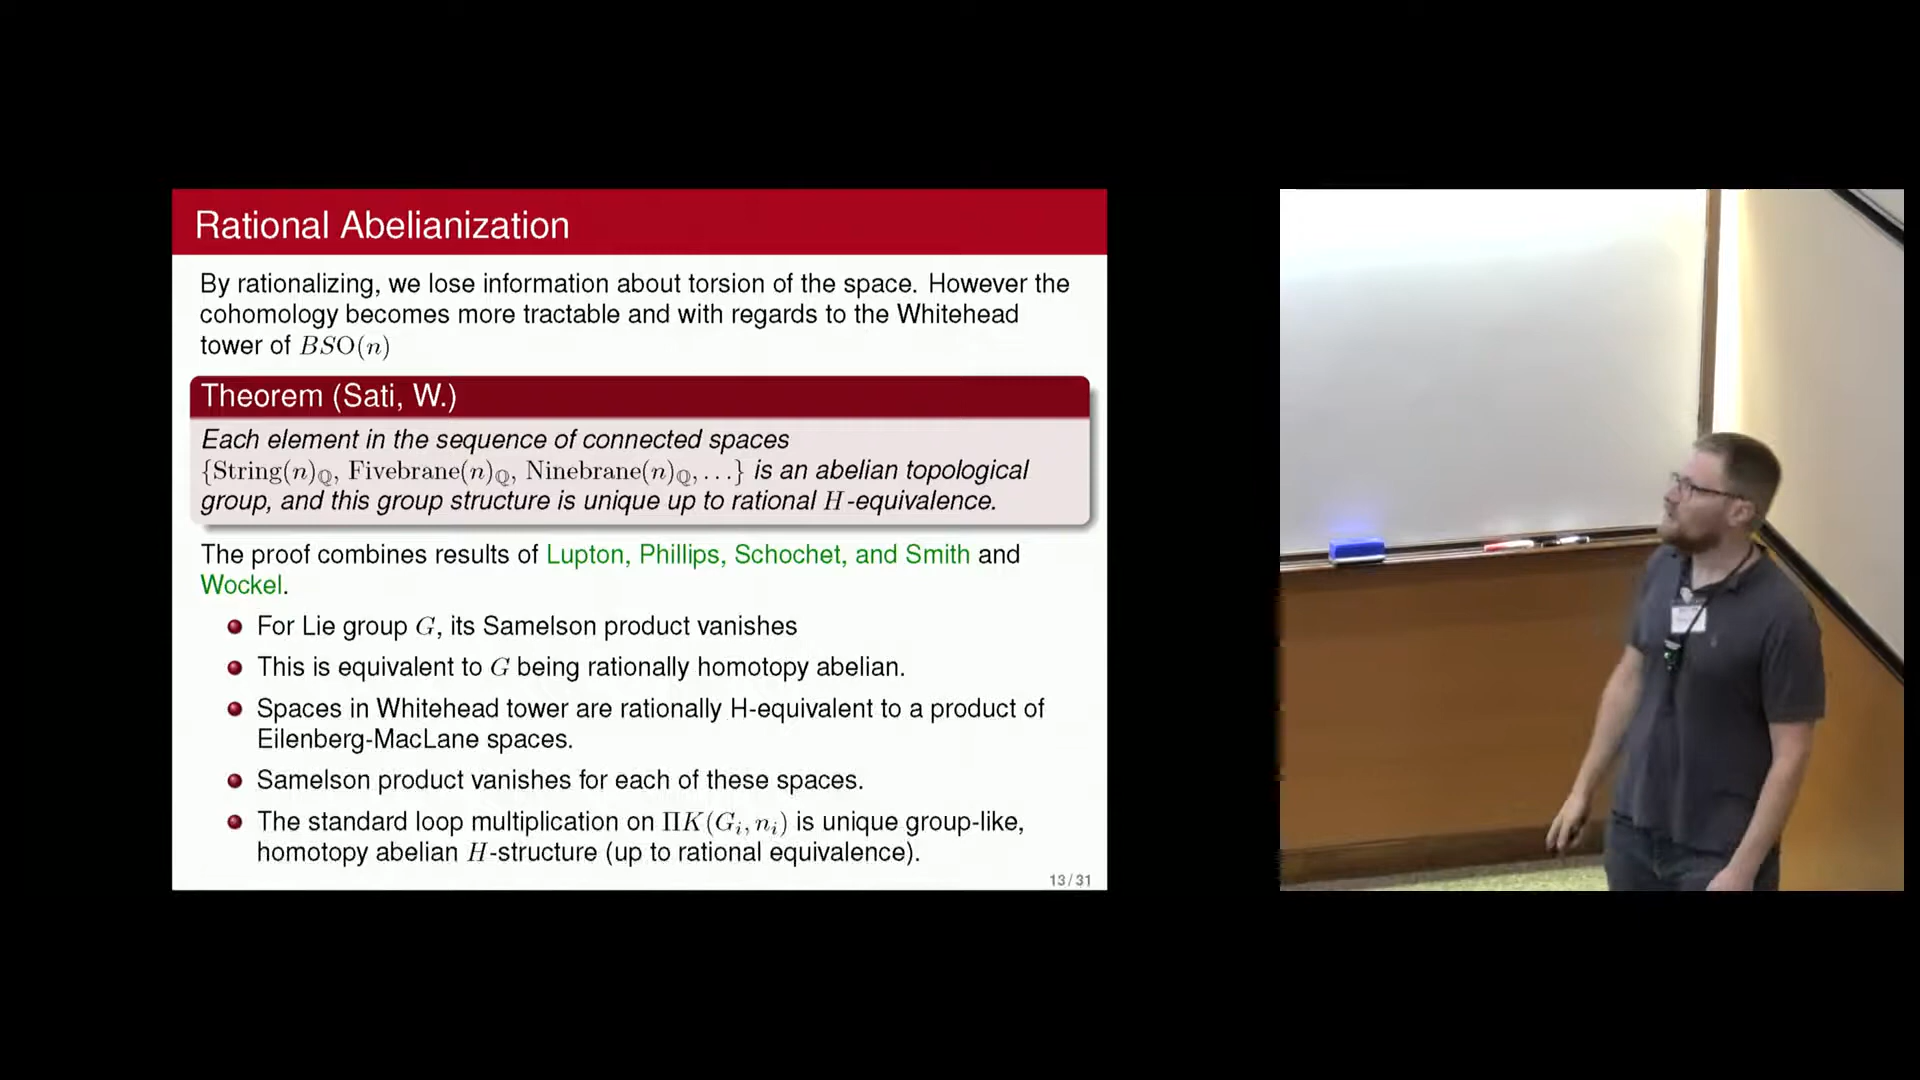 Rational Abelianization
By rationalizing, we lose information about torsion of the space. However the
cohomology becomes more tractable and with regards to the Whitehead
tower of BSO(n)
Theorem (Sati, W.)
Each element in the sequence of connected spaces
{String(n)ℚ, Fivebrane(n)ℚ, Ninebrane(n)ℚ, …} is an abelian topological
group, and this group structure is unique up to rational H-equivalence.
The proof combines results of Lupton, Phillips, Schochet, and Smith and
Wockel.
For Lie group G, its Samelson product vanishes
This is equivalent to G being rationally homotopy abelian.
Spaces in Whitehead tower are rationally H-equivalent to a product of
Eilenberg-MacLane spaces.
Samelson product vanishes for each of these spaces.
The standard loop multiplication on ΠK(Gᵢ, nᵢ) is unique group-like,
homotopy abelian H-structure (up to rational equivalence).
13/31